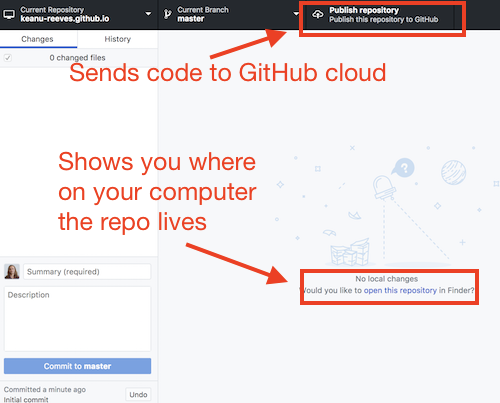 Current Repository
keanu-reeves.github.io
Current Branch
master
Publish repository
Publish this repository to GitHub
Changes
History
0 changed files
Sends code to GitHub cloud
?
Shows you where
on your computer
the repo lives
No local changes
Would you like to open this repository in Finder?
Summary (required)
Description
Commit to master
Committed a minute ago
Initial commit
Undo